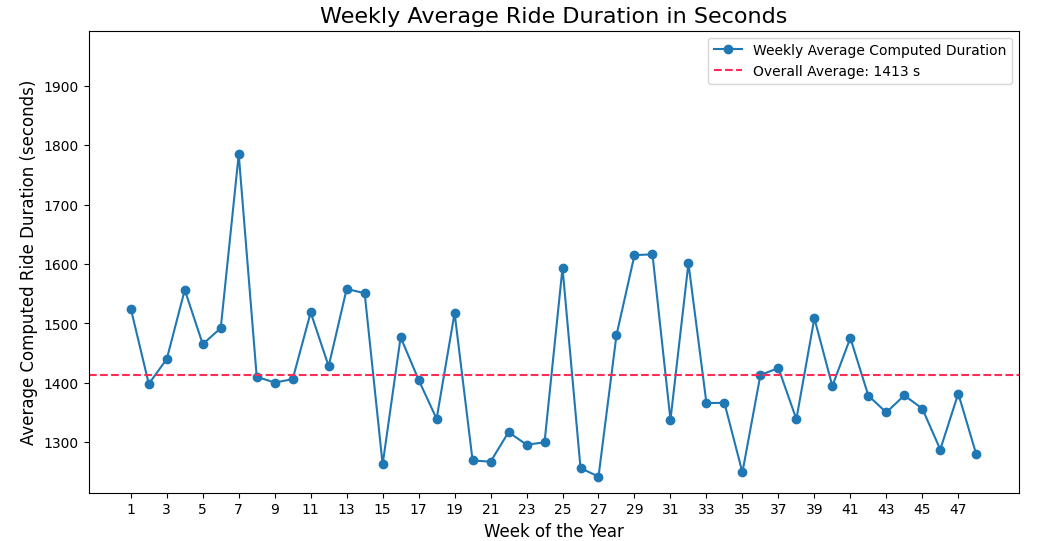 Weekly Average Ride Duration in Seconds
Weekly Average Computed Duration
Overall Average: 1413 s
Average Computed Ride Duration (seconds)
1900
1800
1700
1600
1500
1400
1300
1 3 5 7 9 11 13 15 17 19 21 23 25 27 29 31 33 35 37 39 41 43 45 47
Week of the Year